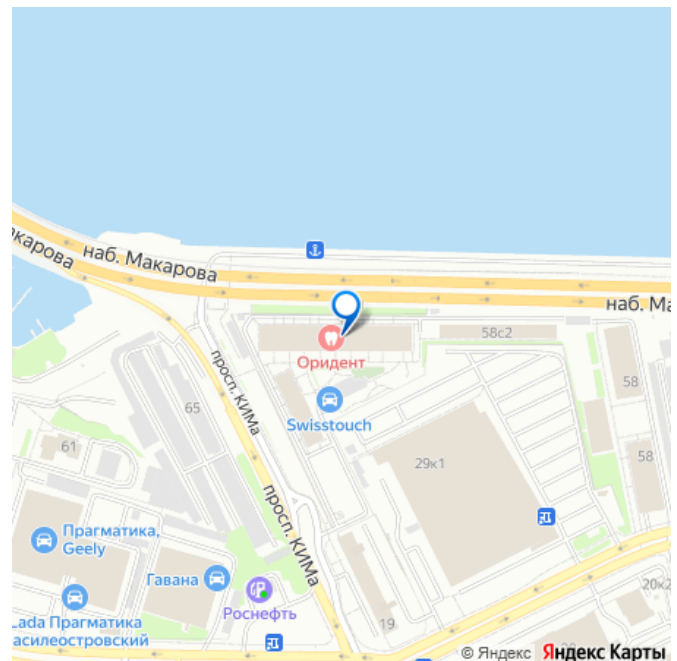 акарова
Макарова
наб. Макарова
наб. Ма
58с2
Оридент
просп. КИМа
58
65
Swisstouch
58
61
29к1
просп. КИМа
Прагматика,
Geely
Гавана
Роснефть
20к2
Lada Прагматика
асилеостровский
19
© Яндекс Яндекс Карты